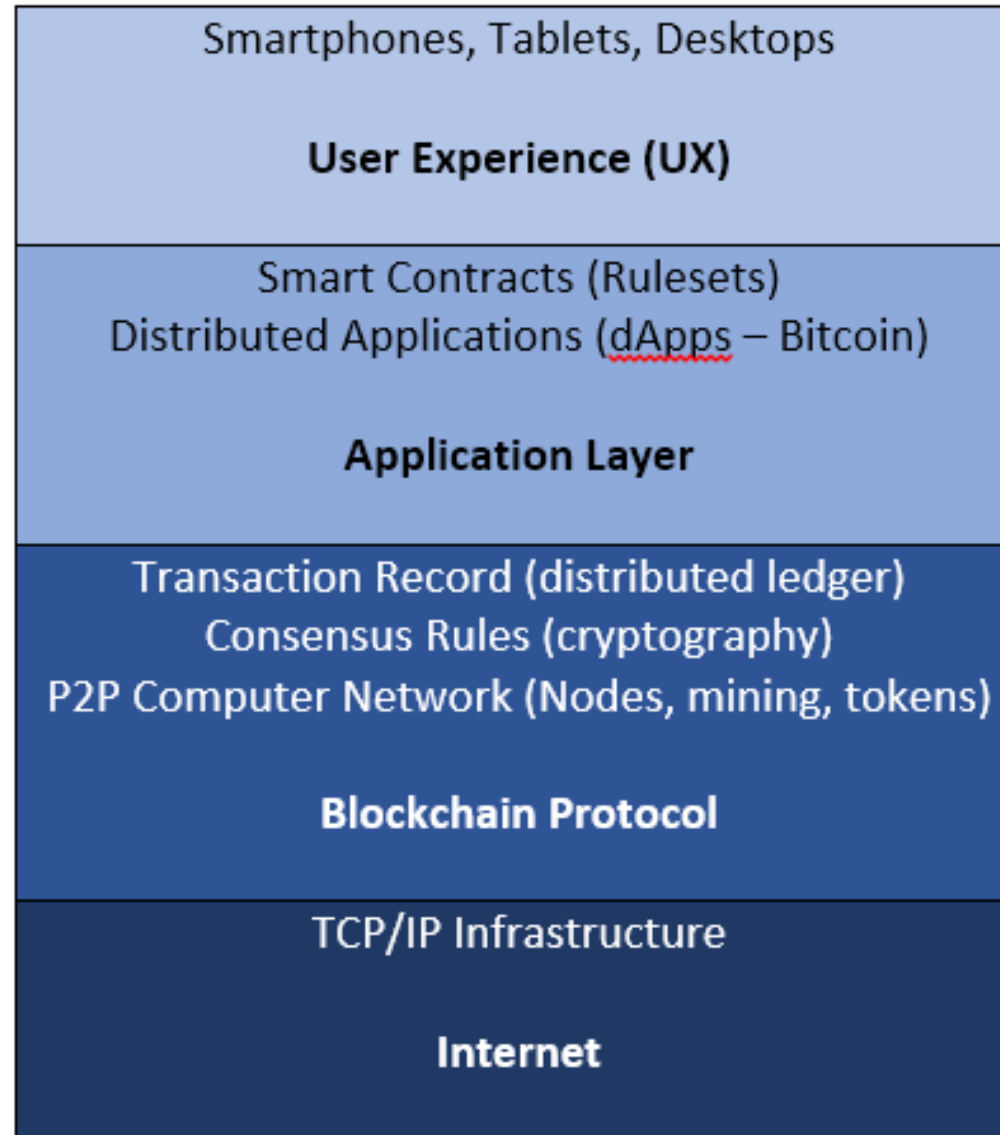 Smartphones, Tablets, Desktops
User Experience (UX)
Smart Contracts (Rulesets)
Distributed Applications (dApps – Bitcoin)
Application Layer
Transaction Record (distributed ledger)
Consensus Rules (cryptography)
P2P Computer Network (Nodes, mining, tokens)
Blockchain Protocol
TCP/IP Infrastructure
Internet